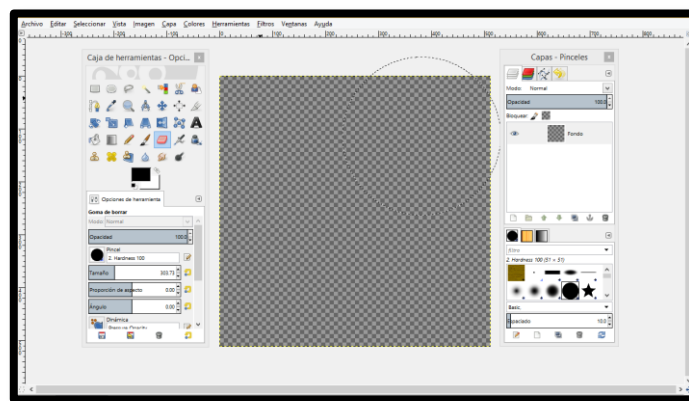 Archivo Editar Seleccionar Vista Imagen Capa Colores Herramientas Filtros Ventanas Ayuda
Caja de herramientas - Opci...
Opciones de herramienta
Goma de borrar
Modo: Normal
Opacidad 100.0
Pincel
2. Hardness 100
Tamaño 303.73
Proporción de aspecto 0.00
Ángulo 0.00
Dinámica
Capas - Pinceles
Modo: Normal
Opacidad 100.0
Bloquear:
Fondo
filtro
2. Hardness 100 (51 × 51)
Basic.
Espaciado 10.0